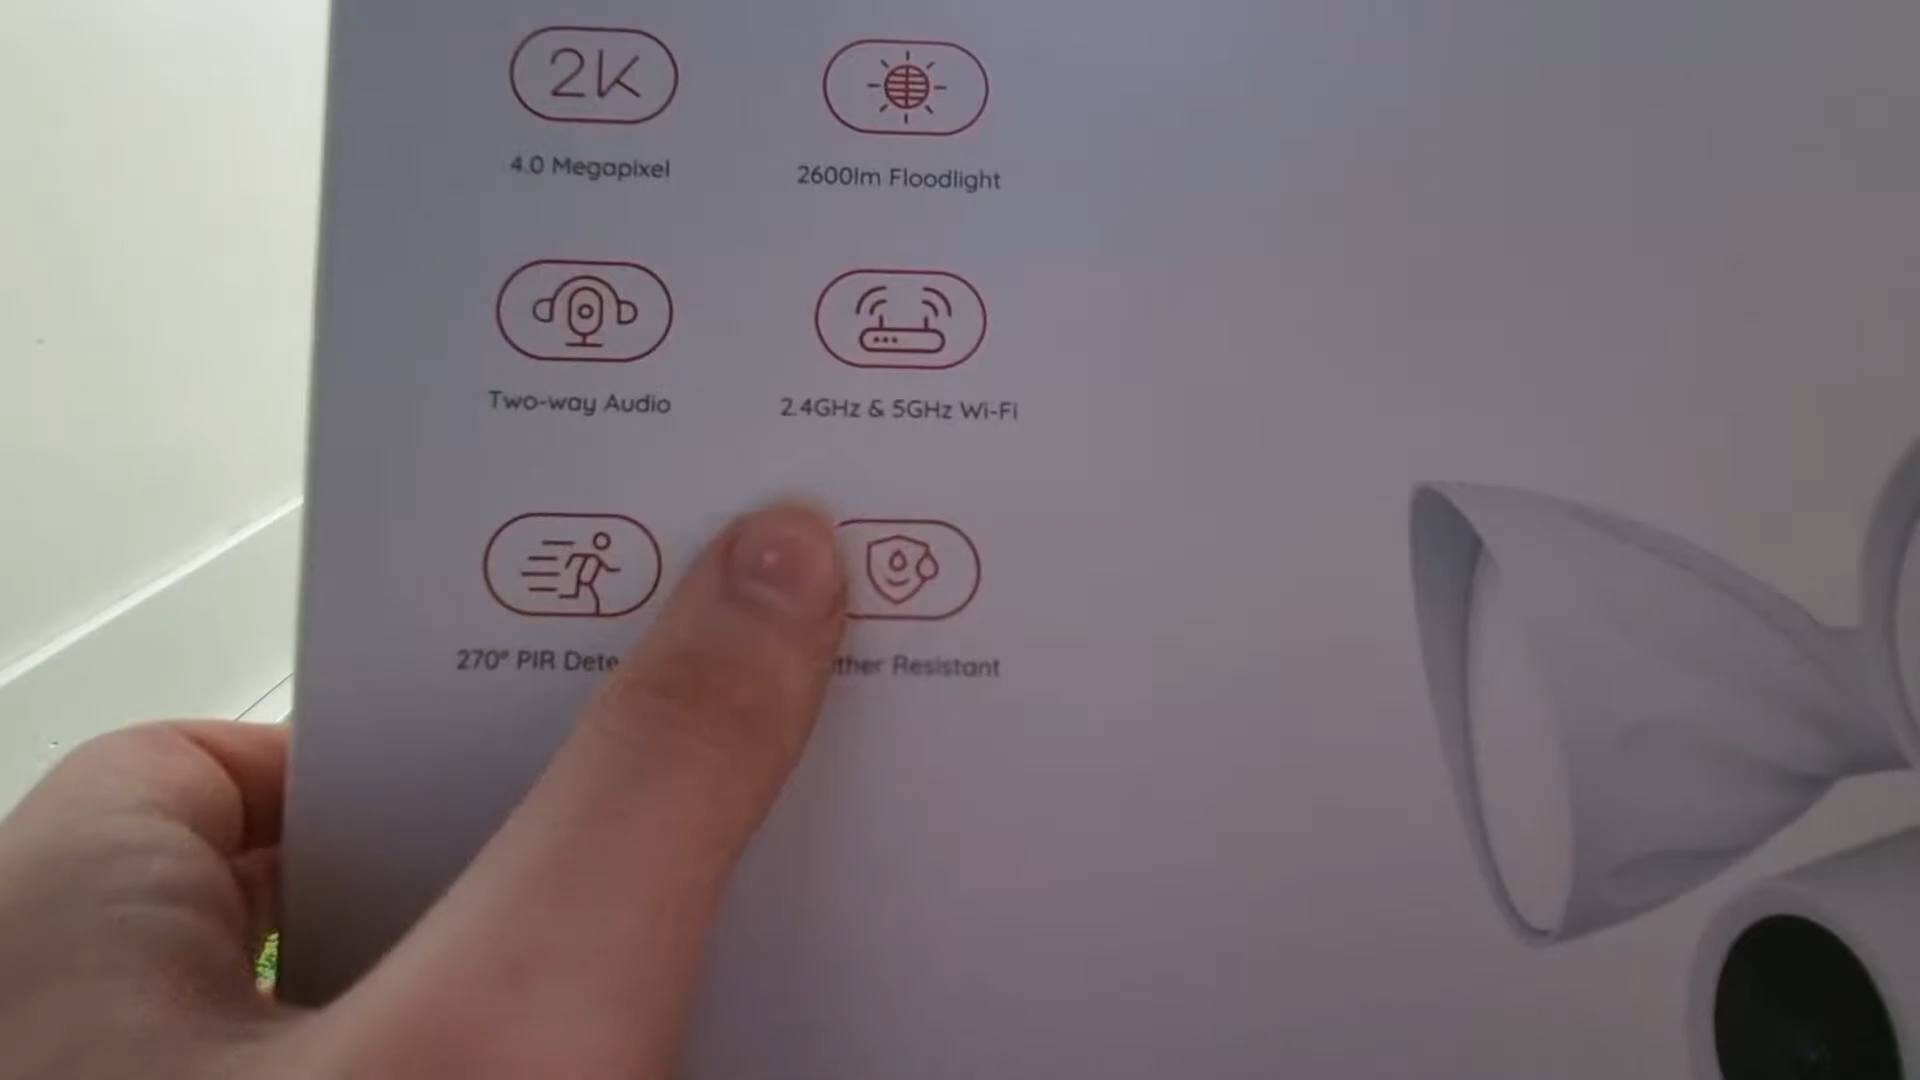 2K
4.0 Megapixel
2600lm Floodlight
Two-way Audio
2.4GHz & 5GHz Wi-Fi
270° PIR Dete
ther Resistant